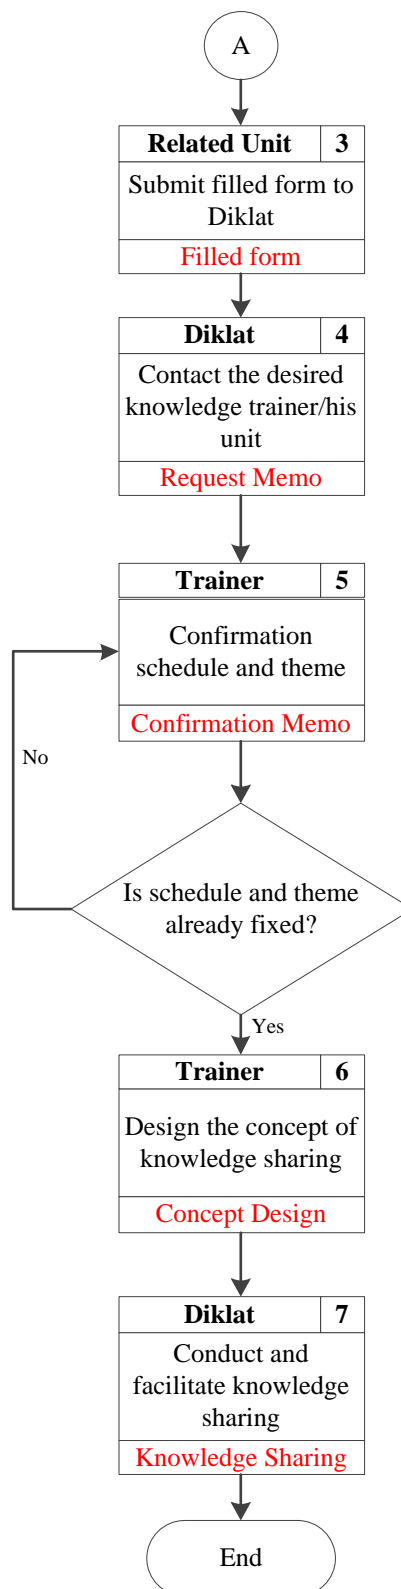 A
Related Unit 3
Submit filled form to
Diklat
Filled form
Diklat 4
Contact the desired
knowledge trainer/his
unit
Request Memo
Trainer 5
Confirmation
schedule and theme
Confirmation Memo
No
Is schedule and theme
already fixed?
Yes
Trainer 6
Design the concept of
knowledge sharing
Concept Design
Diklat 7
Conduct and
facilitate knowledge
sharing
Knowledge Sharing
End